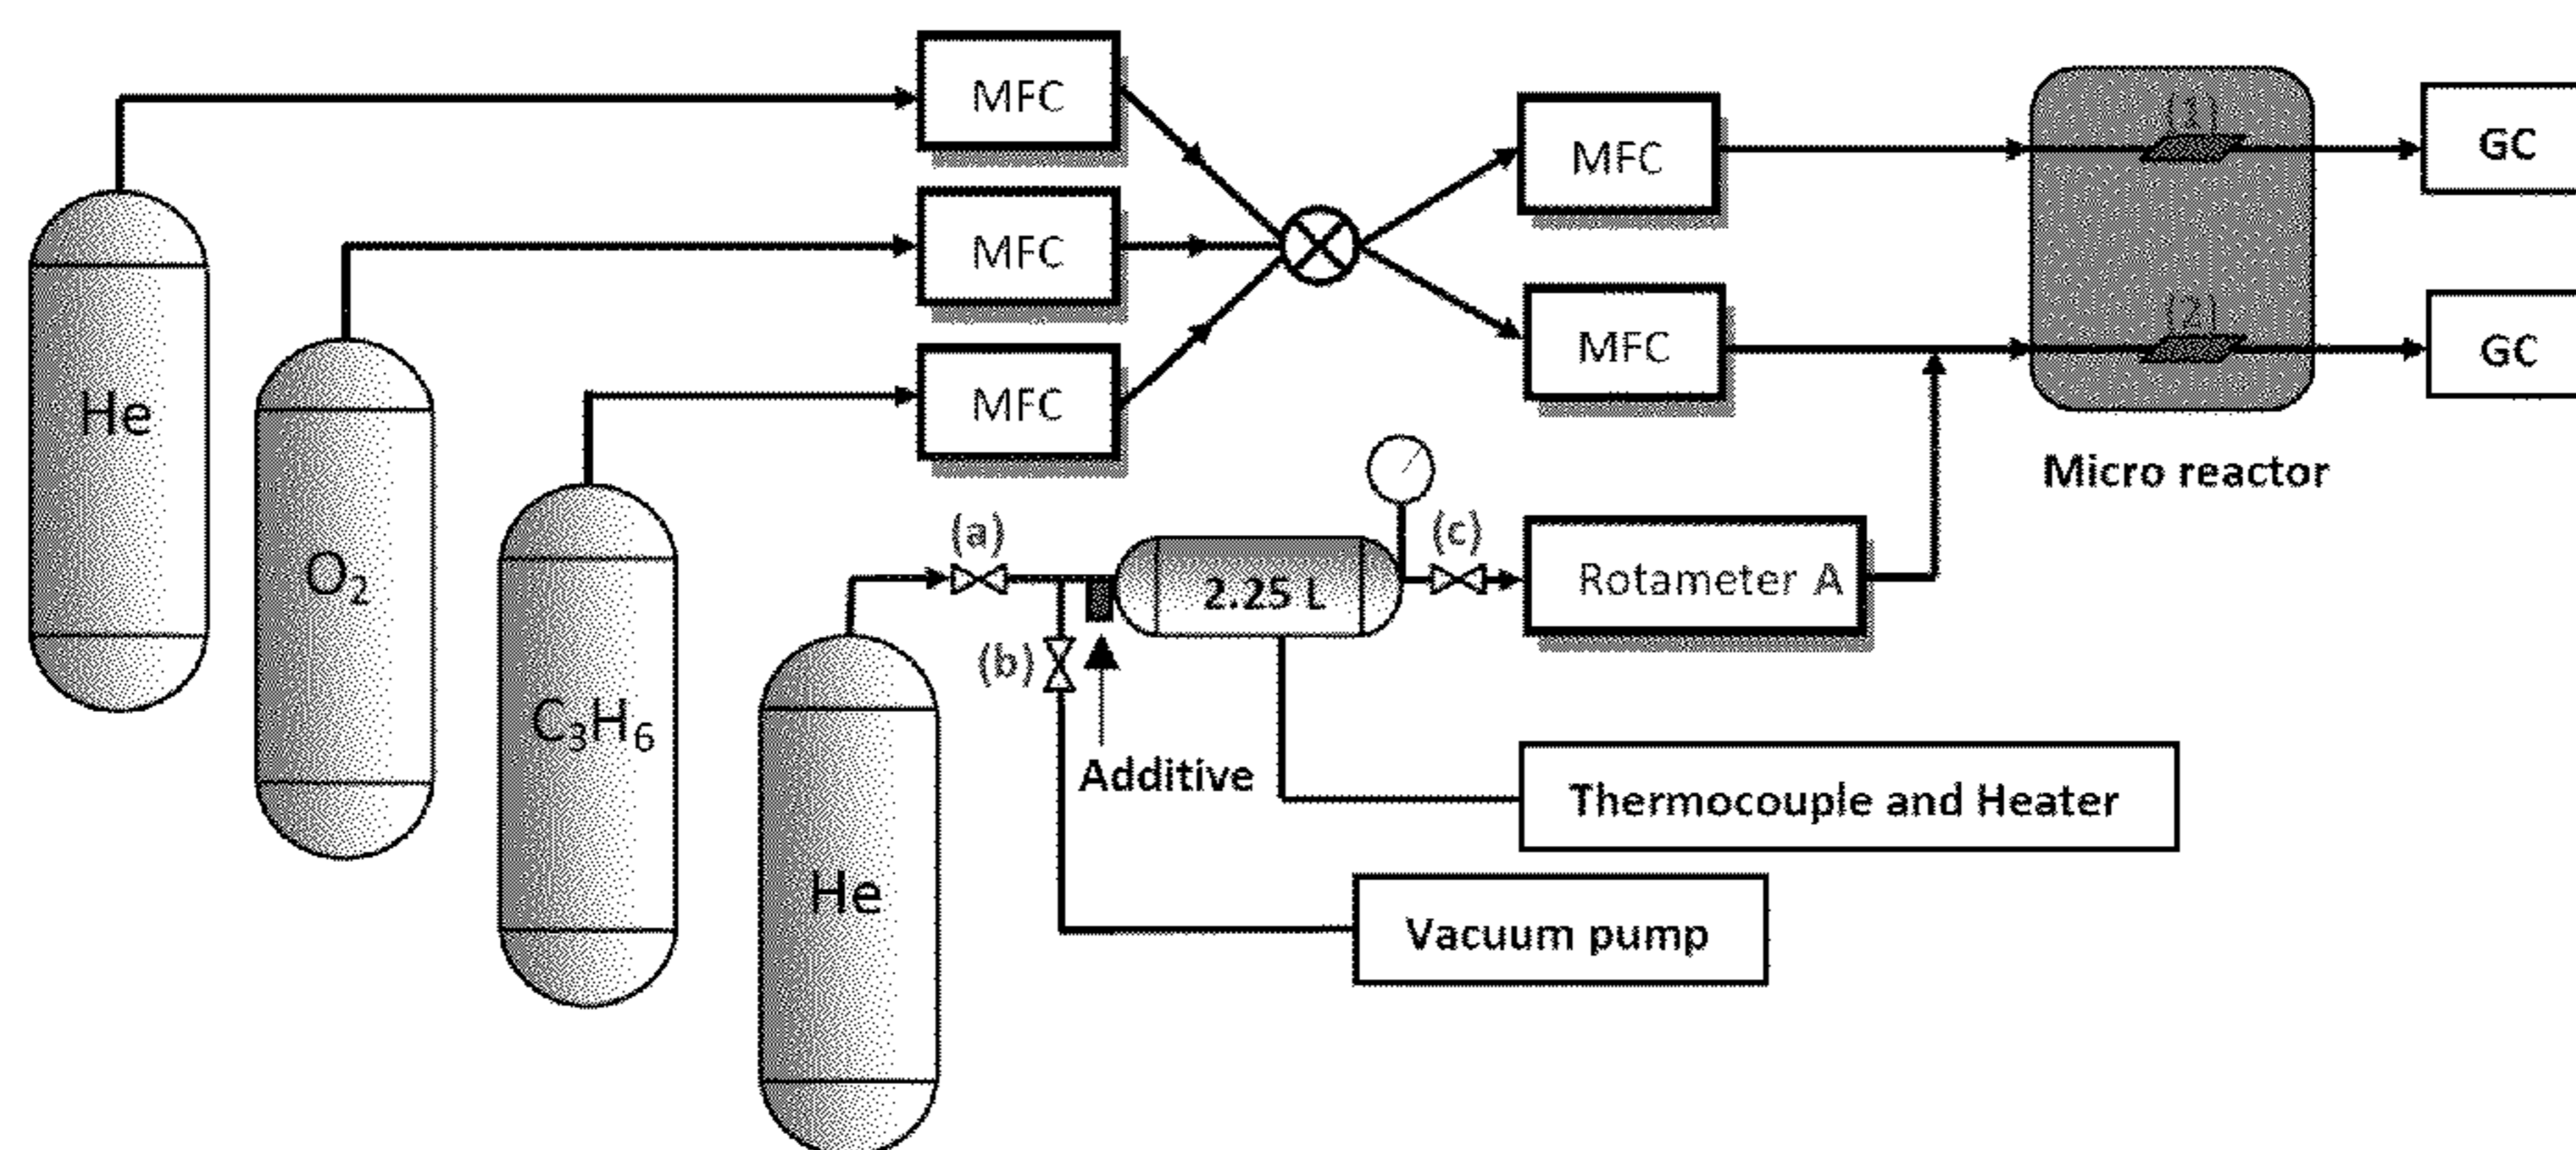 MFC
MFC
MFC
MFC
MFC
(1)
(2)
GC
GC
Micro reactor
He
O₂
C₃H₆
He
(a)
(b)
(c)
2.25 L
Rotameter A
Additive
Thermocouple and Heater
Vacuum pump